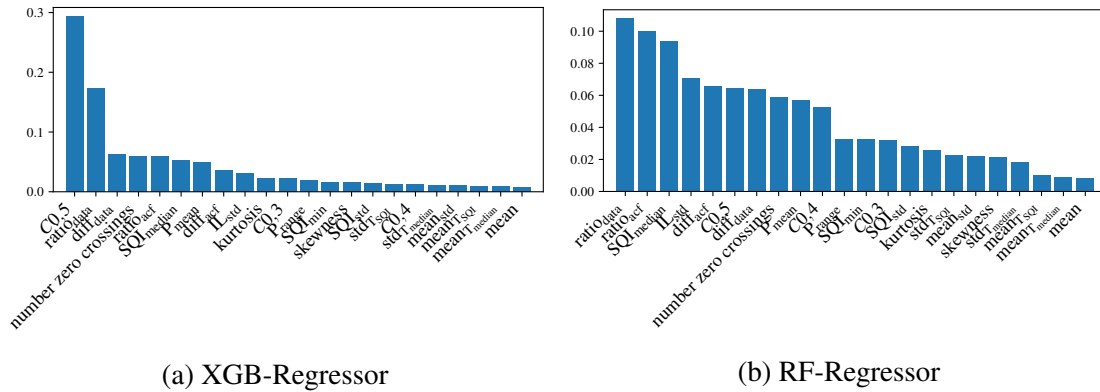 0.3
0.2
0.1
0.0
C0,5
ratio_data
diff_data
number zero crossings
ratio_acf
SQI_median
P_mean
diff_acf
IL_std
kurtosis
C0,3
P_range
SQI_min
skewness
SQI_std
std_T_SQI
C0,4
std_T_median
mean_std
mean_T_SQI
mean_T_median
mean
(a) XGB-Regressor
0.10
0.08
0.06
0.04
0.02
0.00
ratio_data
ratio_acf
SQI_median
IL_std
diff_acf
C0,5
diff_data
number zero crossings
P_mean
C0,4
P_range
SQI_min
C0,3
SQI_std
kurtosis
std_T_SQI
mean_std
skewness
std_T_median
mean_T_SQI
mean_T_median
mean
(b) RF-Regressor